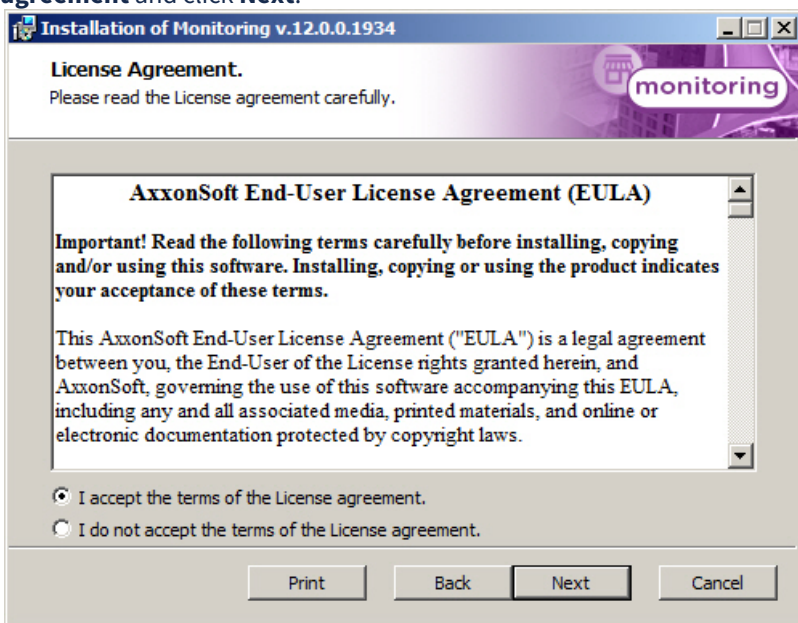 agreement and click Next.
Installation of Monitoring v.12.0.0.1934
License Agreement.
Please read the License agreement carefully.
monitoring
AxxonSoft End-User License Agreement (EULA)
Important! Read the following terms carefully before installing, copying
and/or using this software. Installing, copying or using the product indicates
your acceptance of these terms.
This AxxonSoft End-User License Agreement ("EULA") is a legal agreement
between you, the End-User of the License rights granted herein, and
AxxonSoft, governing the use of this software accompanying this EULA,
including any and all associated media, printed materials, and online or
electronic documentation protected by copyright laws.
I accept the terms of the License agreement.
I do not accept the terms of the License agreement.
Print Back Next Cancel